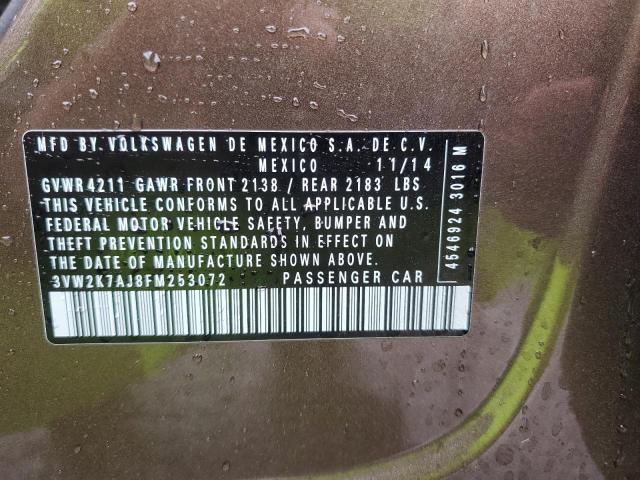 MFD BY.VOLKSWAGEN DE MEXICO S.A. DE C.V.
MEXICO 11/14
GVWR4211 GAWR FRONT 2138 / REAR 2183 LBS
THIS VEHICLE CONFORMS TO ALL APPLICABLE U.S.
FEDERAL MOTOR VEHICLE SAFETY, BUMPER AND
THEFT PREVENTION STANDARDS IN EFFECT ON
THE DATE OF MANUFACTURE SHOWN ABOVE.
3VW2K7AJ8FM253072 PASSENGER CAR
4546924 3016 M